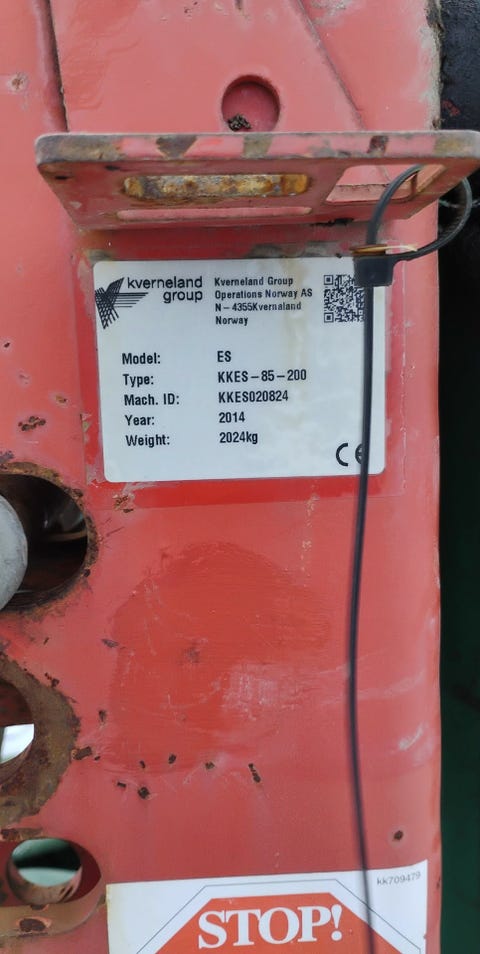 kverneland
group
Kverneland Group
Operations Norway AS
N-4355Kvernaland
Norway
Model: ES
Type: KKES-85-200
Mach. ID: KKES020824
Year: 2014
Weight: 2024kg
CE
kk709479
STOP!